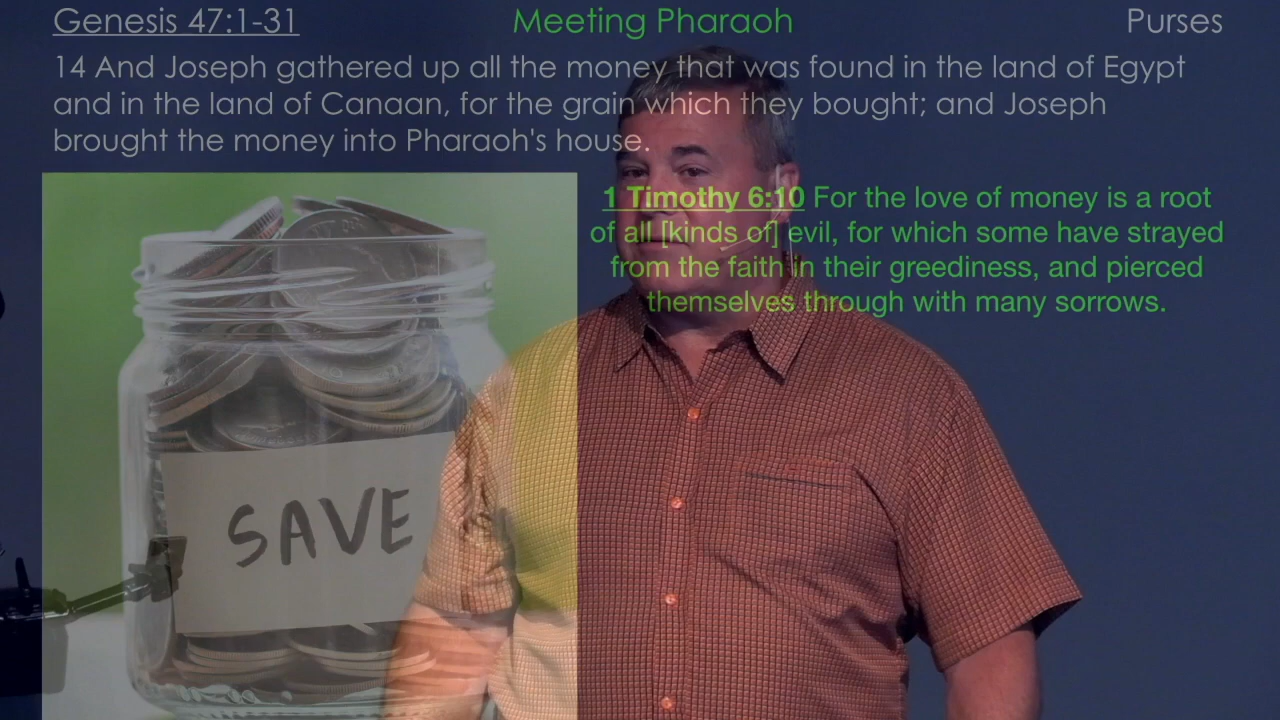 Genesis 47:1-31 Meeting Pharaoh Purses
14 And Joseph gathered up all the money that was found in the land of Egypt
and in the land of Canaan, for the grain which they bought; and Joseph
brought the money into Pharaoh's house.
1 Timothy 6:10 For the love of money is a root
of all [kinds of] evil, for which some have strayed
from the faith in their greediness, and pierced
themselves through with many sorrows.
SAVE